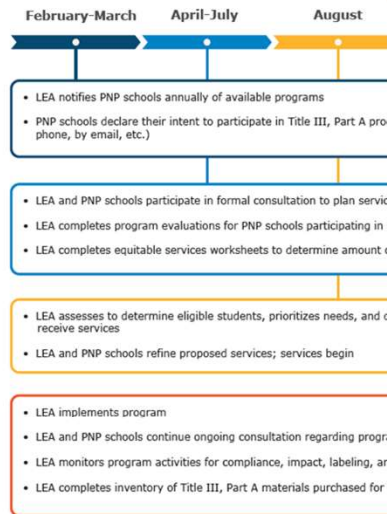 February-March
April-July
August
• LEA notifies PNP schools annually of available programs
• PNP schools declare their intent to participate in Title III, Part A
phone, by email, etc.)
• LEA and PNP schools participate in formal consultation to plan
• LEA completes program evaluations for PNP schools participating in
• LEA completes equitable services worksheets to determine amount
• LEA assesses to determine eligible students, prioritizes needs, and
receive services
• LEA and PNP schools refine proposed services; services begin
• LEA implements program
• LEA and PNP schools continue ongoing consultation regarding
• LEA monitors program activities for compliance, impact, labeling,
• LEA completes inventory of Title III, Part A materials purchased for